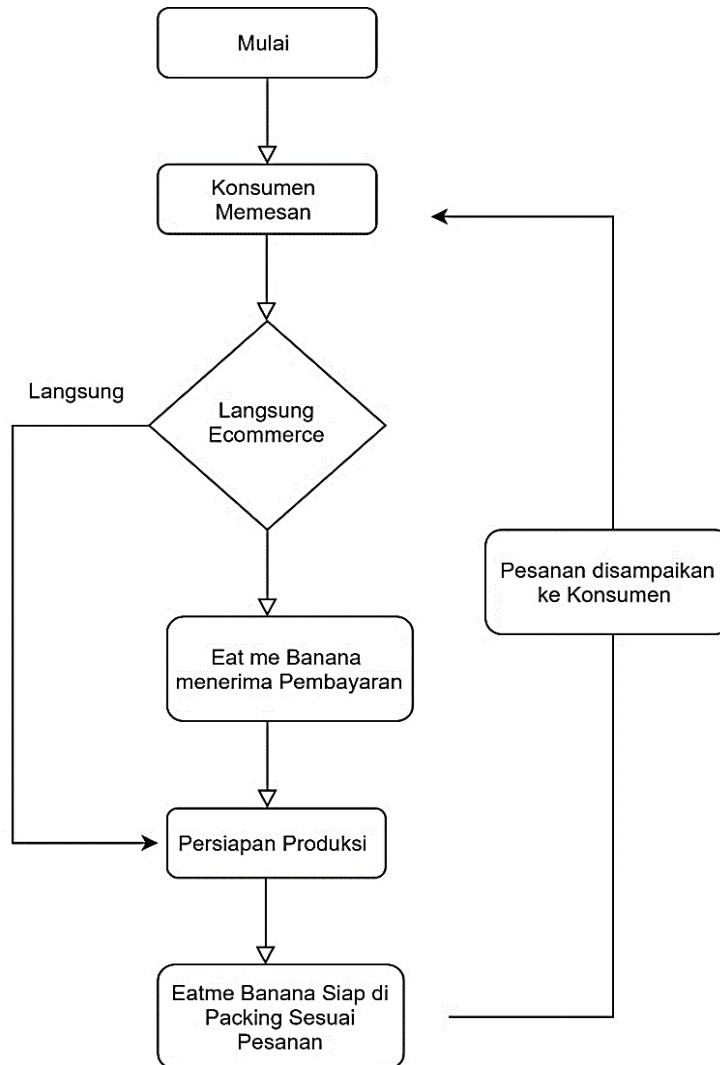 Mulai
Konsumen
Memesan
Langsung
Langsung
Ecommerce
Pesanan disampaikan
ke Konsumen
Eat me Banana
menerima Pembayaran
Persiapan Produksi
Eatme Banana Siap di
Packing Sesuai
Pesanan